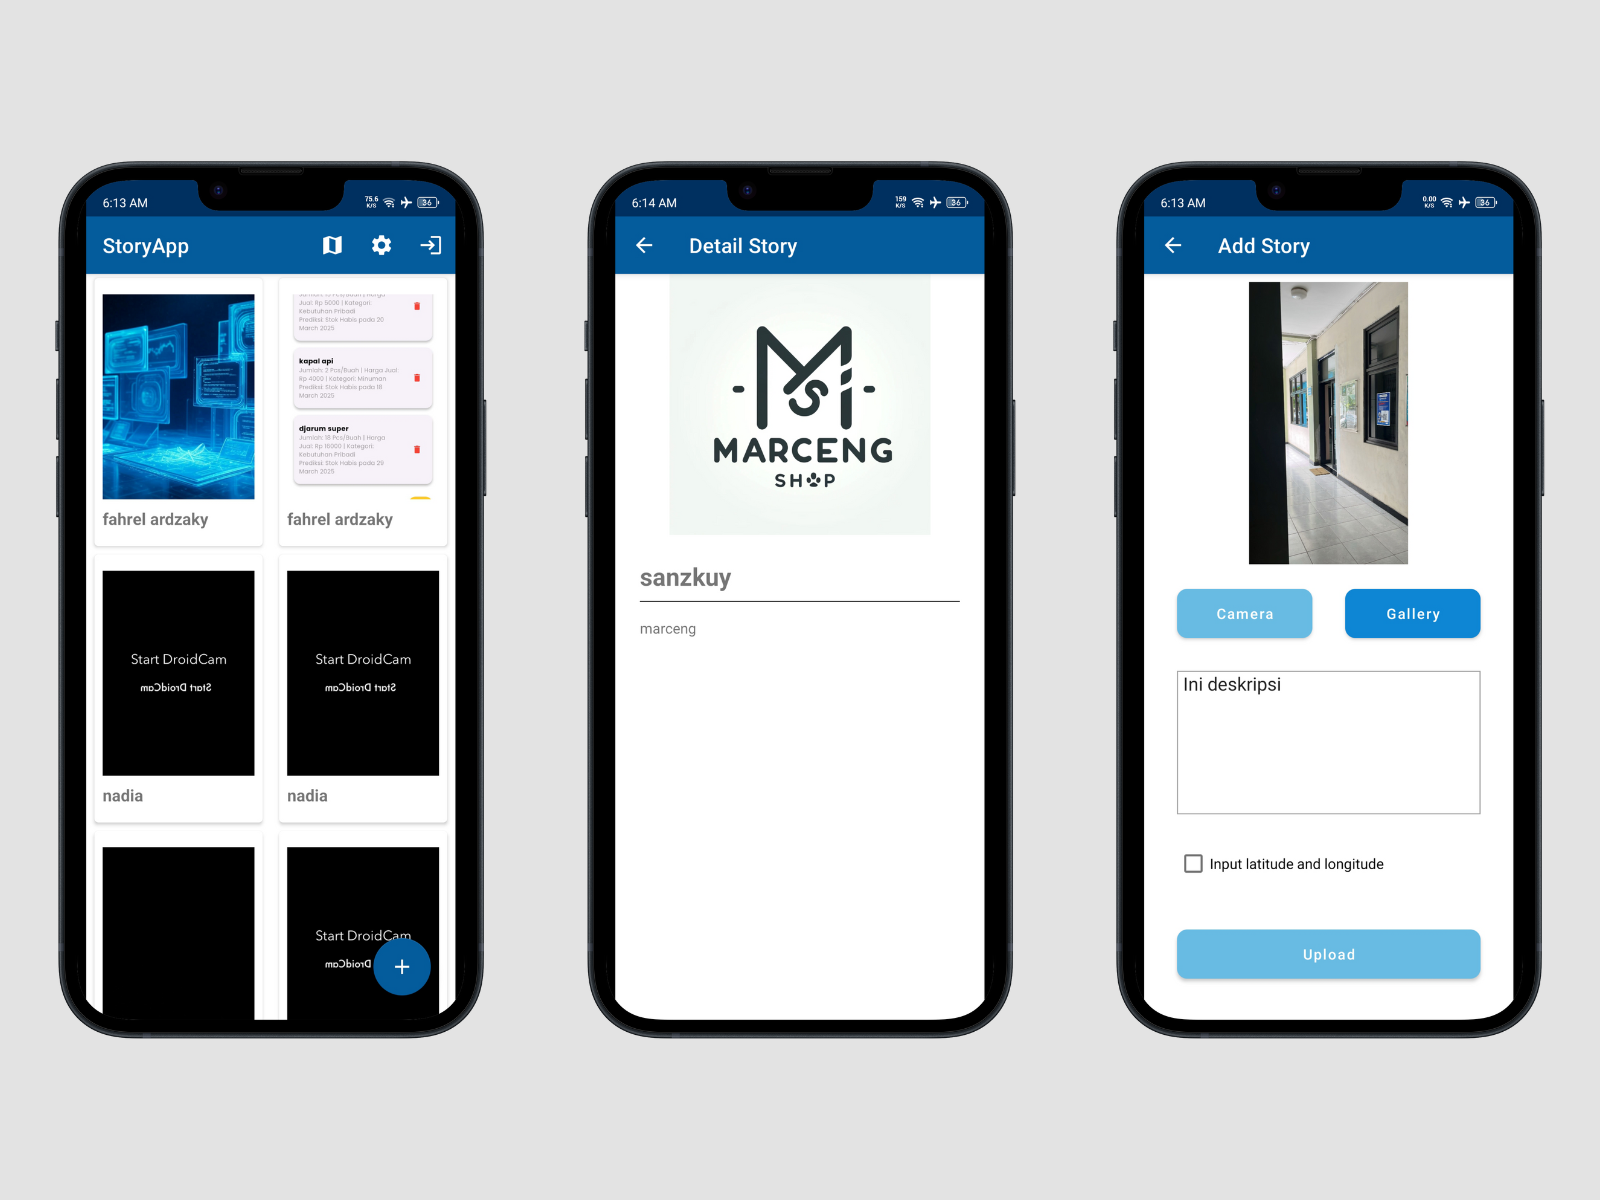 6:13 AM
75.6
K/S
36
StoryApp
Jual: Rp 5000 | Kategori:
Kebutuhan Pribadi
Prediksi: Stok Habis pada 20
March 2025
kapal api
Jumlah: 2 Pcs/Buah | Harga Jual:
Rp 4000 | Kategori: Minuman
Prediksi: Stok Habis pada 18
March 2025
djarum super
Jumlah: 18 Pcs/Buah | Harga
Jual: Rp 16000 | Kategori:
Kebutuhan Pribadi
Prediksi: Stok Habis pada 29
March 2025
fahrel ardzaky
fahrel ardzaky
Start DroidCam
Start DroidCam
Start DroidCam
Start DroidCam
nadia
nadia
Start DroidCam
DroidCam
6:14 AM
159
K/S
36
Detail Story
MARCENG
SHOP
sanzkuy
marceng
6:13 AM
0.00
K/S
36
Add Story
Camera
Gallery
Ini deskripsi
Input latitude and longitude
Upload